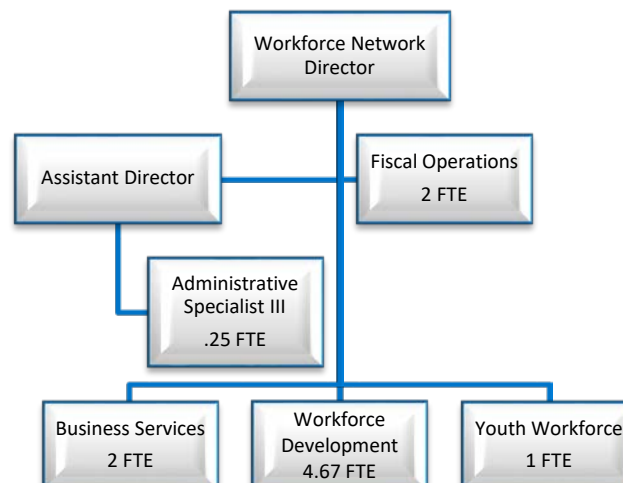 Workforce Network
Director
Assistant Director
Fiscal Operations
2 FTE
Administrative
Specialist III
.25 FTE
Business Services
2 FTE
Workforce
Development
4.67 FTE
Youth Workforce
1 FTE